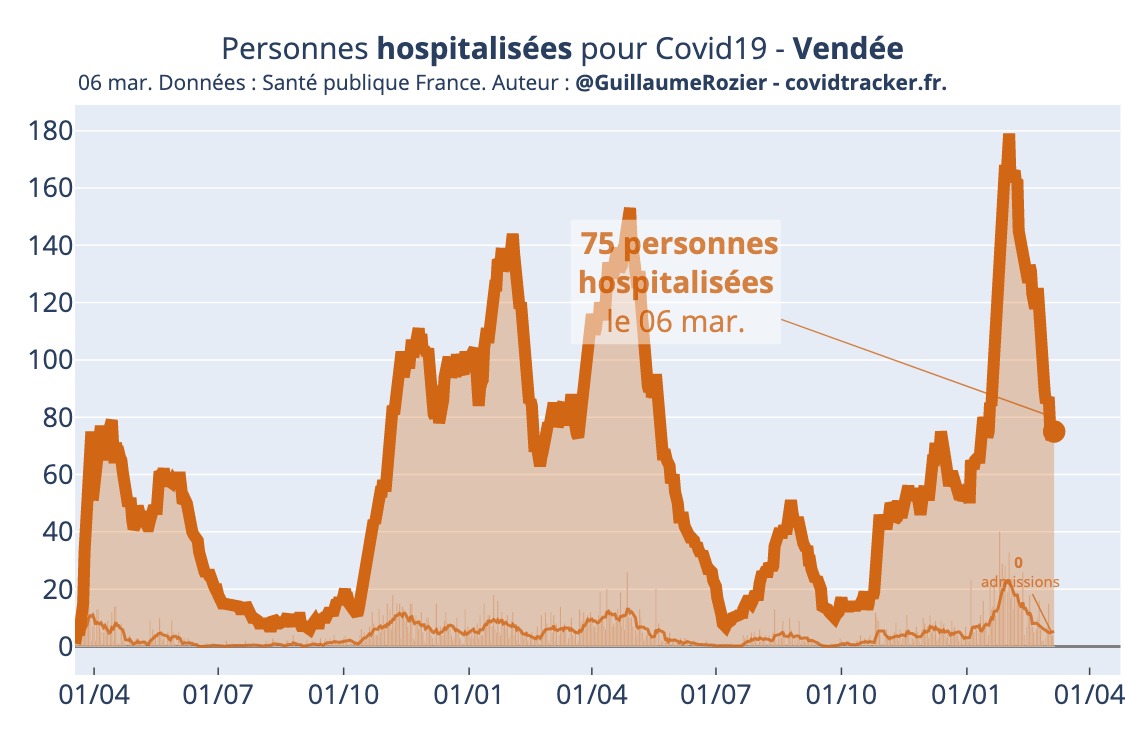 Personnes hospitalisées pour Covid19 - Vendée
06 mar. Données : Santé publique France. Auteur : @GuillaumeRozier - covidtracker.fr.
180
160
140
120
100
80
60
40
20
0
75 personnes
hospitalisées
le 06 mar.
0
admissions
01/04 01/07 01/10 01/01 01/04 01/07 01/10 01/01 01/04